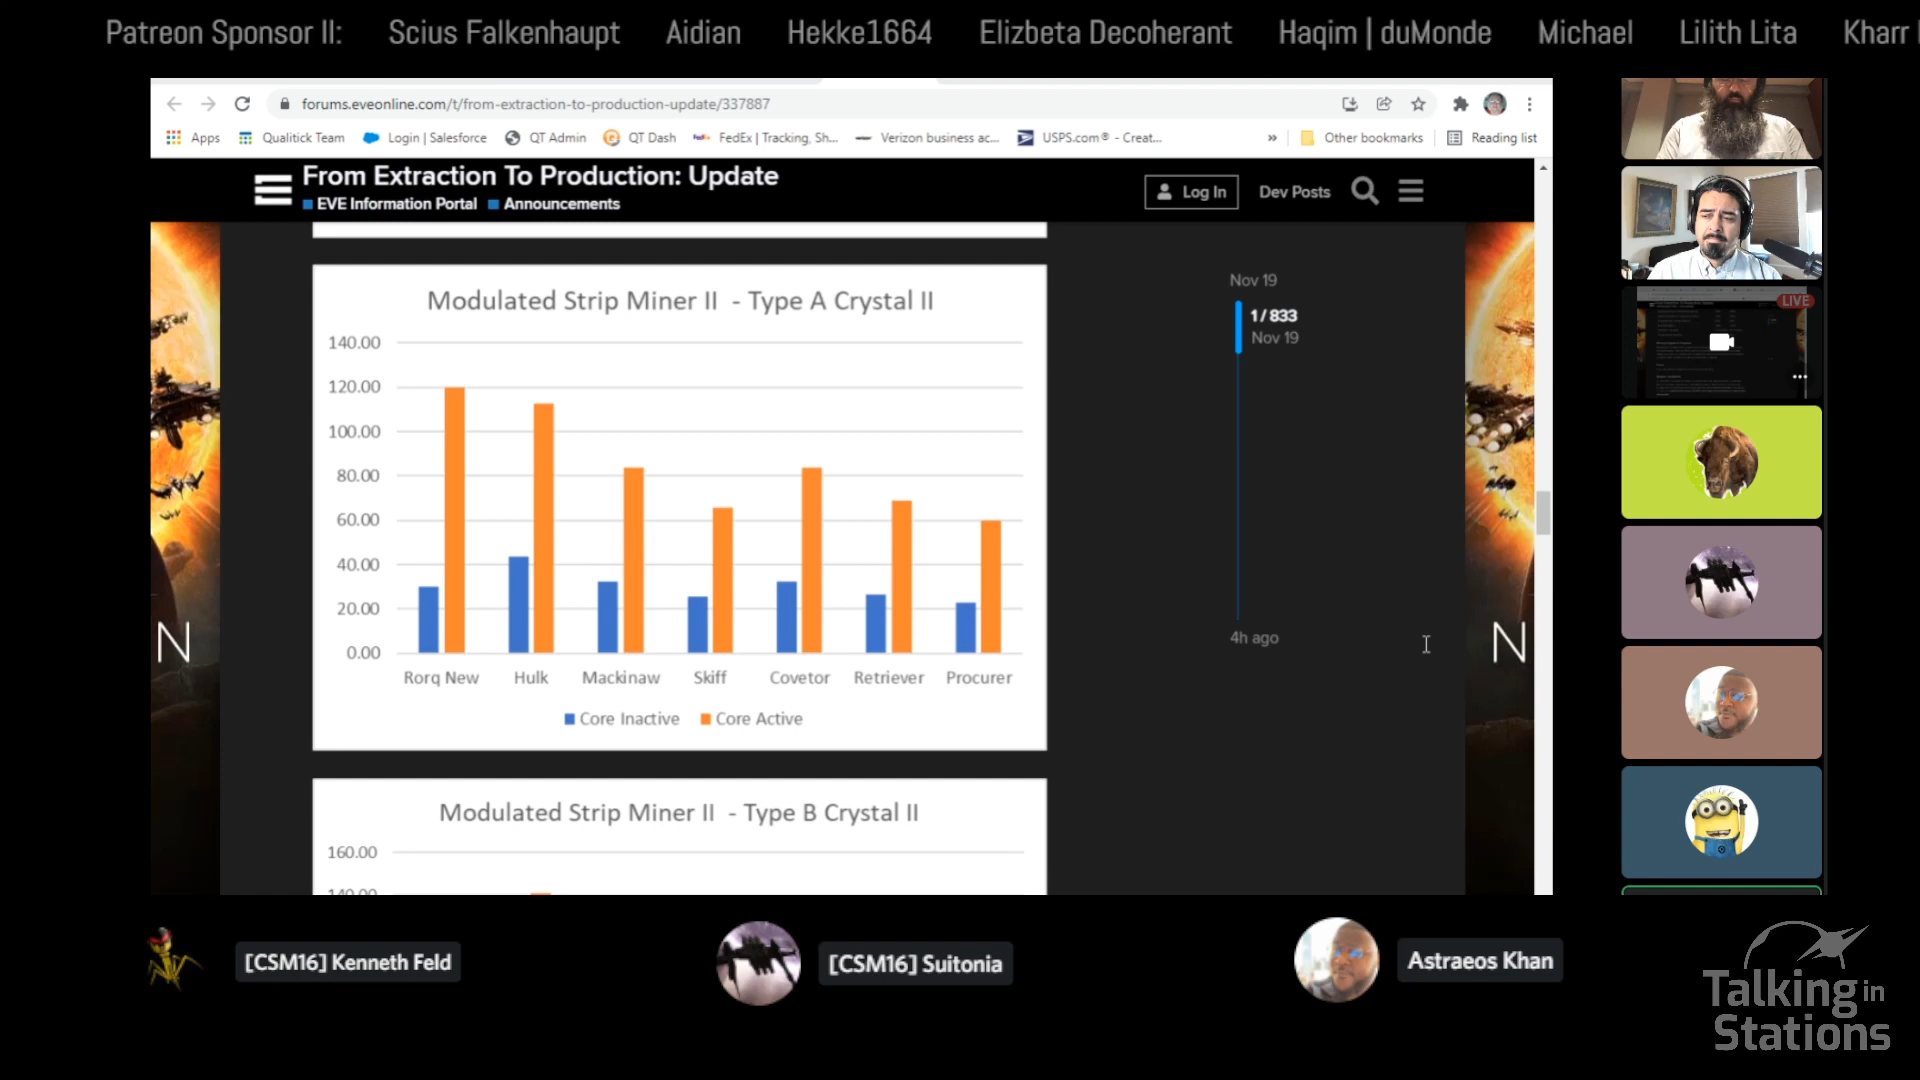 Patreon Sponsor II: Scius Falkenhaupt Aidian Hekke1664 Elizbeta Decoherant Haqim | duMonde Michael Lilith Lita Kharr
forums.eveonline.com/t/from-extraction-to-production-update/337887
Apps Qualitick Team Login | Salesforce QT Admin QT Dash FedEx | Tracking, Sh... Verizon business ac... USPS.com® - Creat... » Other bookmarks Reading list
From Extraction To Production: Update
EVE Information Portal Announcements
Log In Dev Posts
Modulated Strip Miner II - Type A Crystal II
140.00
120.00
100.00
80.00
60.00
40.00
20.00
0.00
Rorq New Hulk Mackinaw Skiff Covetor Retriever Procurer
Core Inactive Core Active
Nov 19
1 / 833
Nov 19
4h ago
N
N
Modulated Strip Miner II - Type B Crystal II
160.00
140.00
LIVE
[CSM16] Kenneth Feld
[CSM16] Suitonia
Astraeos Khan
Talking in
Stations